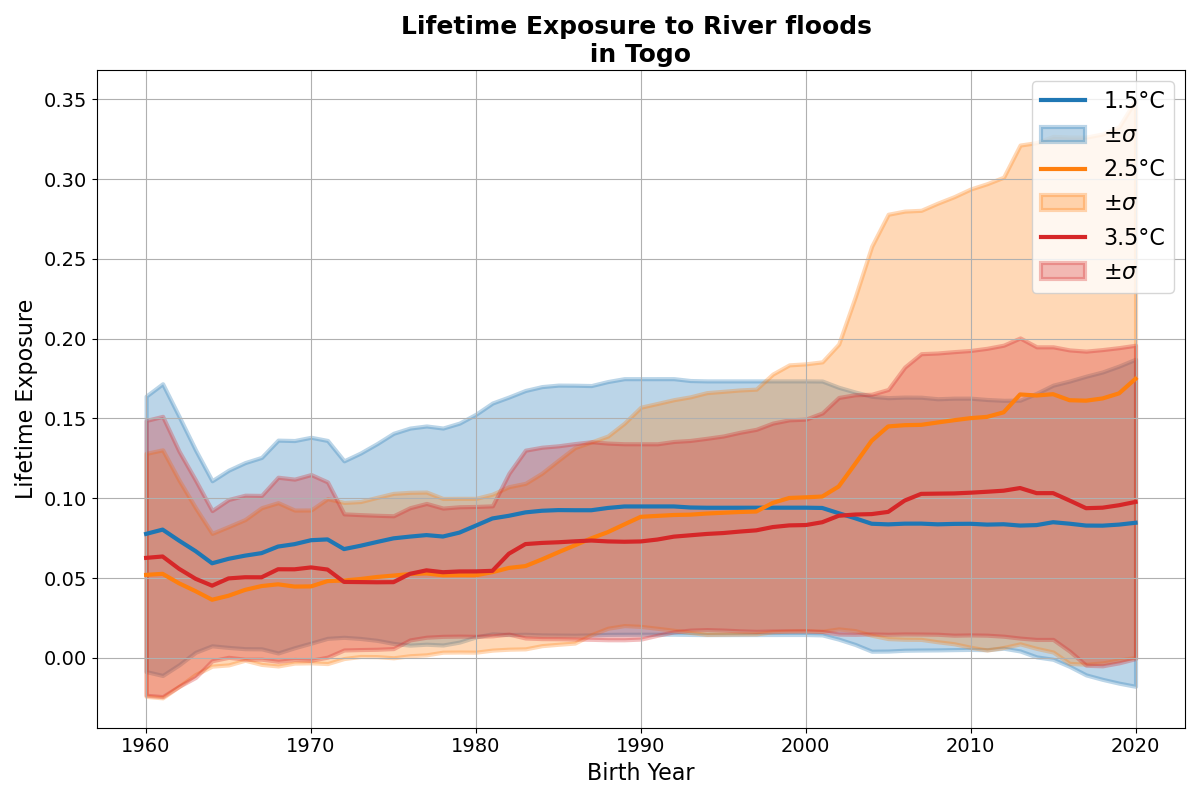 Lifetime Exposure to River floods
in Togo
Lifetime Exposure
0.35
0.30
0.25
0.20
0.15
0.10
0.05
0.00
1960
1970
1980
1990
2000
2010
2020
Birth Year
1.5°C
±σ
2.5°C
±σ
3.5°C
±σ